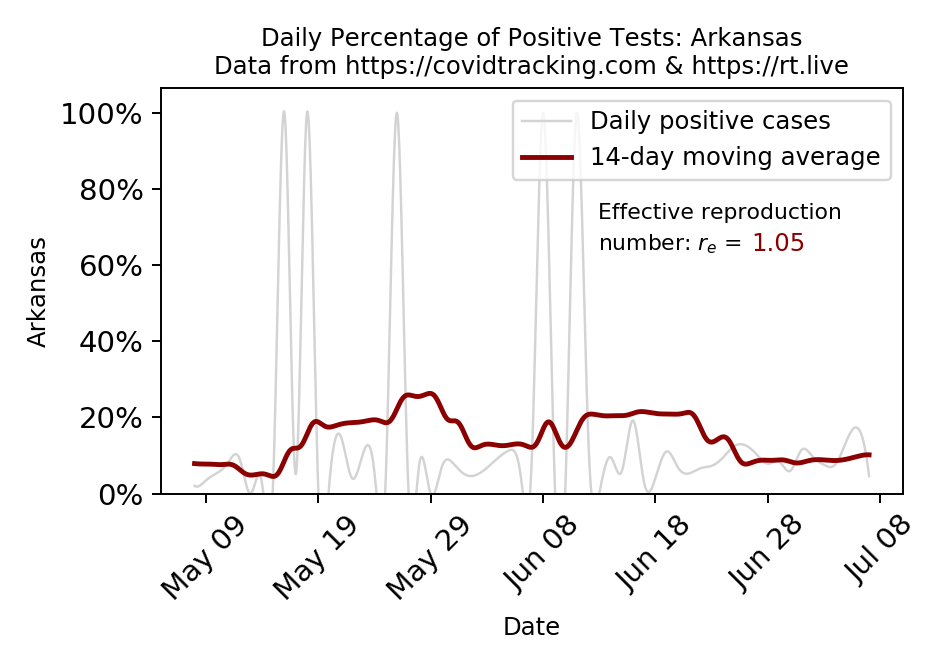 Daily Percentage of Positive Tests: Arkansas
Data from https://covidtracking.com & https://rt.live
100%
80%
60%
40%
20%
0%
Arkansas
Daily positive cases
14-day moving average
Effective reproduction
number: rₑ = 1.05
May 09
May 19
May 29
Jun 08
Jun 18
Jun 28
Jul 08
Date